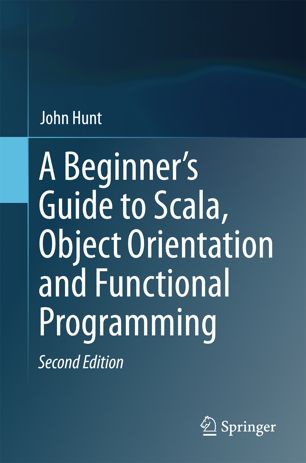 John Hunt
A Beginner’s
Guide to Scala,
Object Orientation
and Functional
Programming
Second Edition
Springer